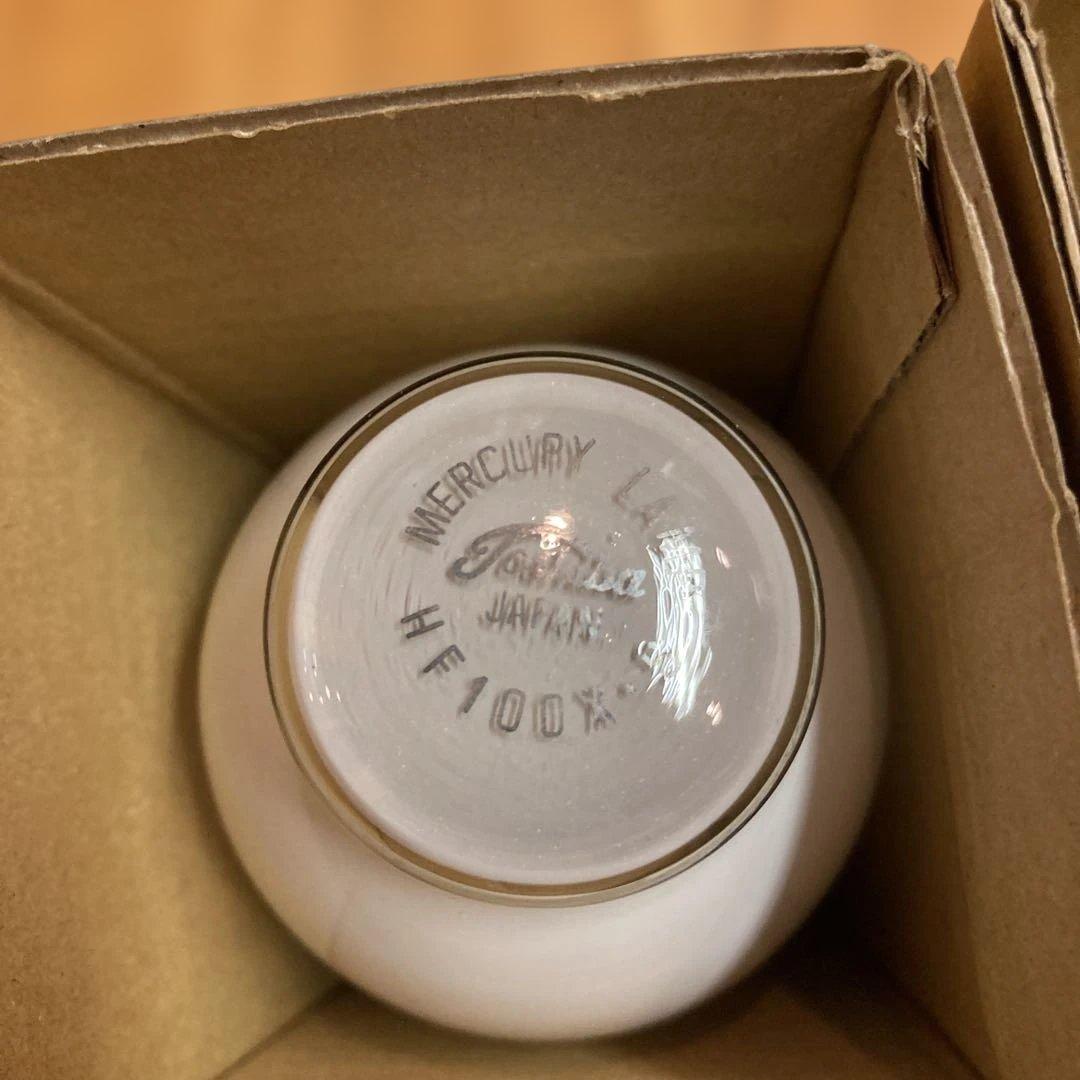 MERCURY LA
Toshiba
JAPAN
HF100X